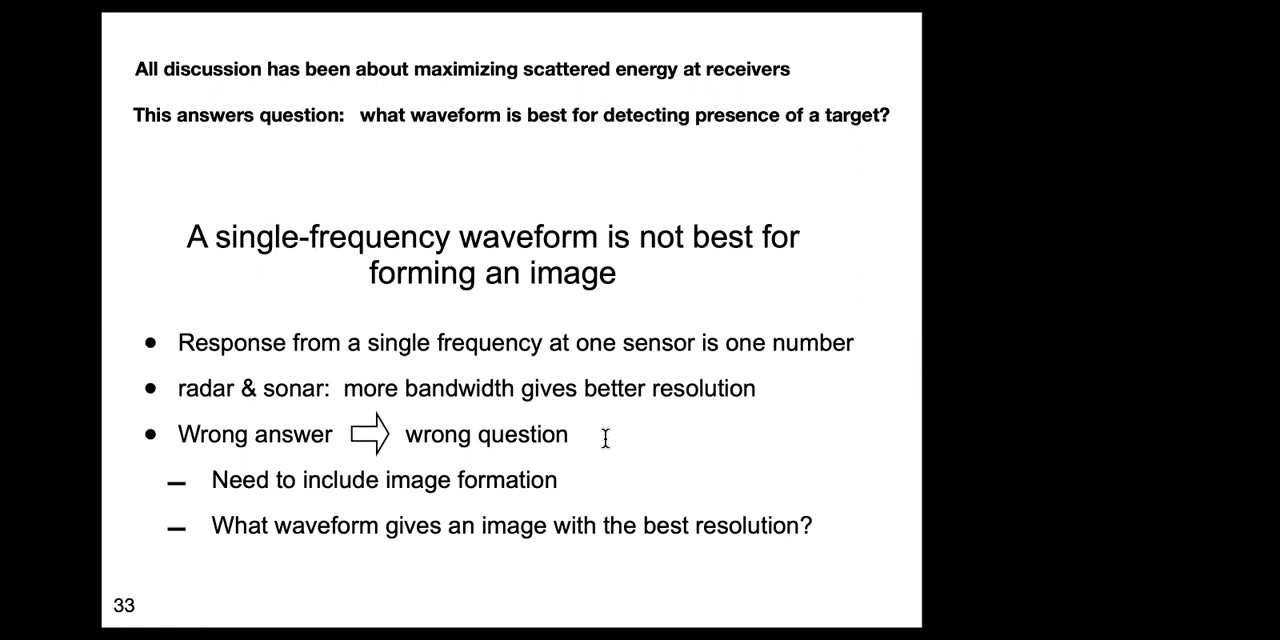 All discussion has been about maximizing scattered energy at receivers
This answers question: what waveform is best for detecting presence of a target?
A single-frequency waveform is not best for
forming an image
• Response from a single frequency at one sensor is one number
• radar & sonar: more bandwidth gives better resolution
• Wrong answer ⇨ wrong question
– Need to include image formation
– What waveform gives an image with the best resolution?
33